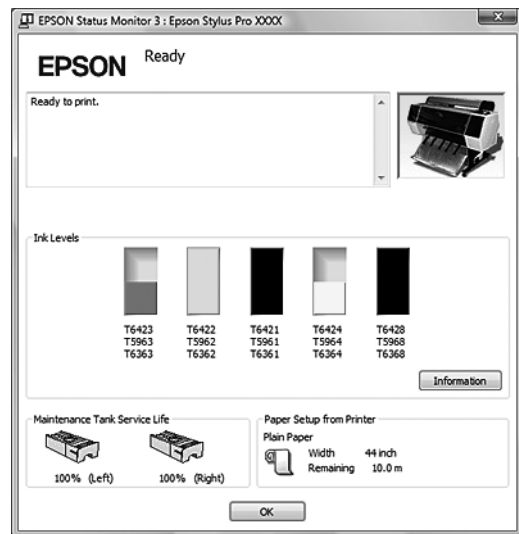 EPSON Status Monitor 3 : Epson Stylus Pro XXXX
EPSON
Ready
Ready to print.
Ink Levels
T6423 T6422 T6421 T6424 T6428
T5963 T5962 T5961 T5964 T5968
T6363 T6362 T6361 T6364 T6368
Information
Maintenance Tank Service Life
100% (Left) 100% (Right)
Paper Setup from Printer
Plain Paper
Width 44 inch
Remaining 10.0 m
OK